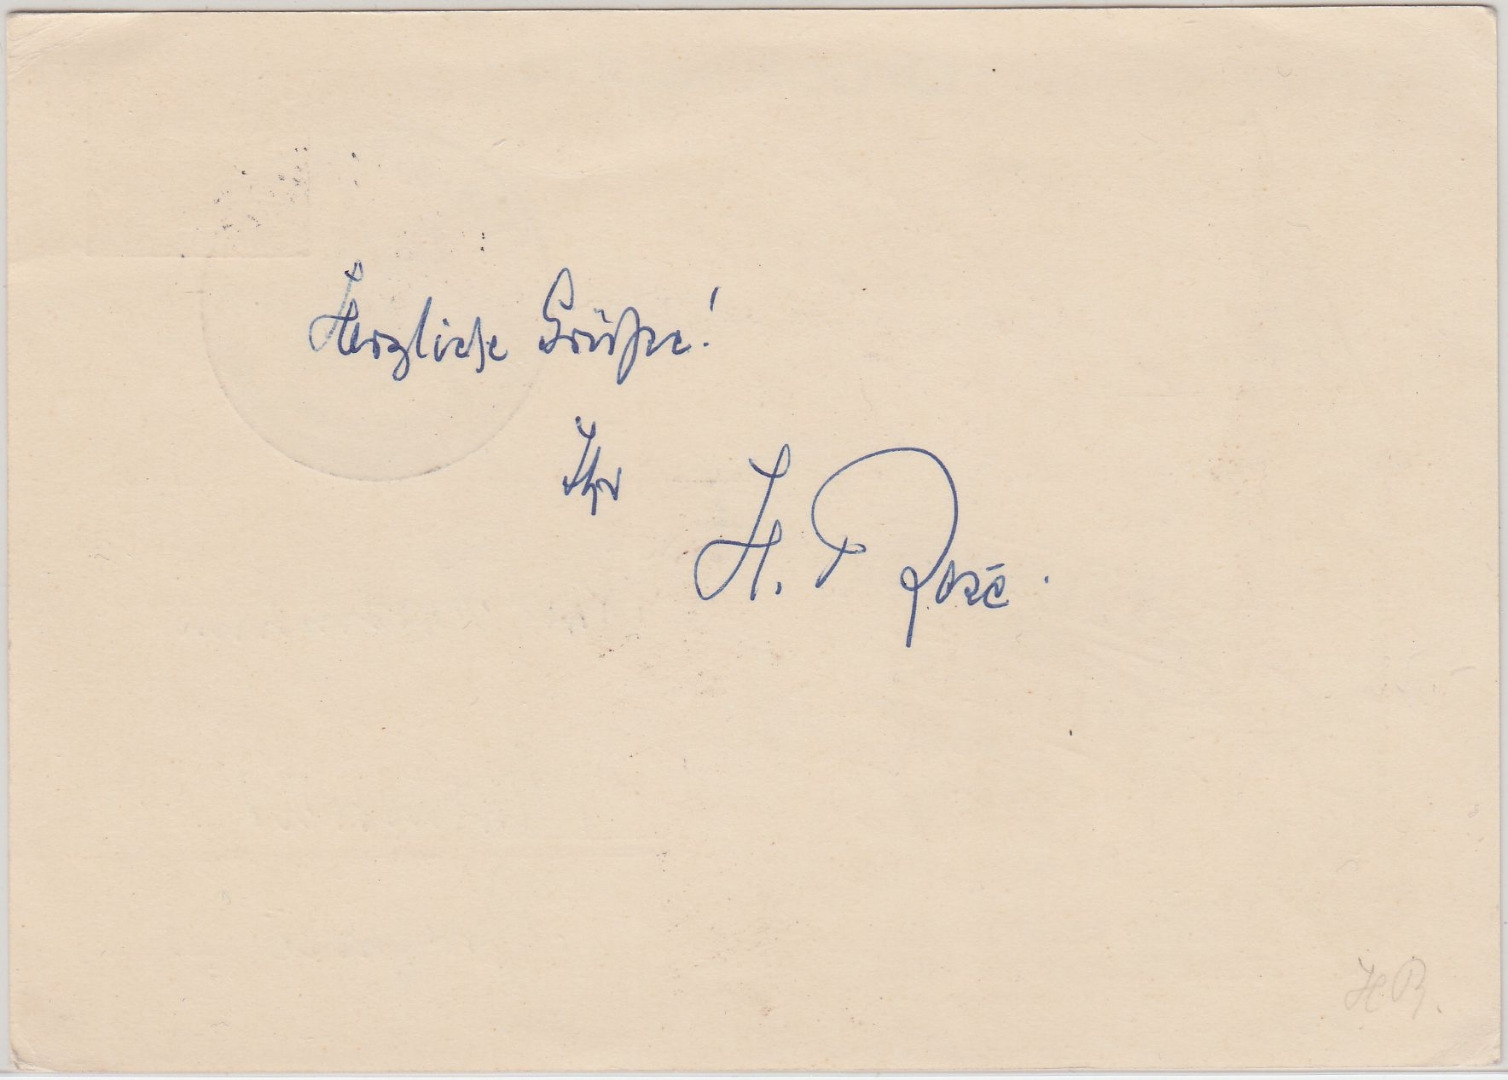 Herzliche Grüße!
Ihr
H. Rosé.